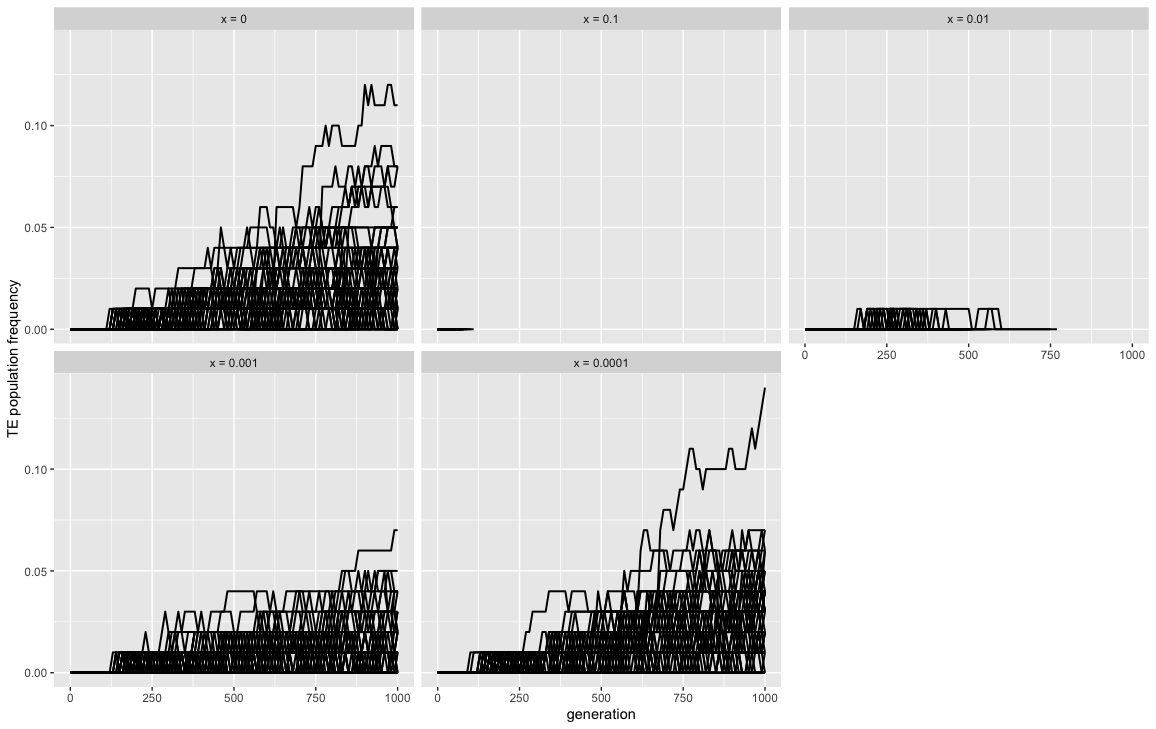 x = 0
x = 0.1
x = 0.01
0.10
0.05
0.00
0 250 500 750 1000
x = 0.001
x = 0.0001
0.10
0.05
0.00
0 250 500 750 1000
0 250 500 750 1000
generation
TE population frequency